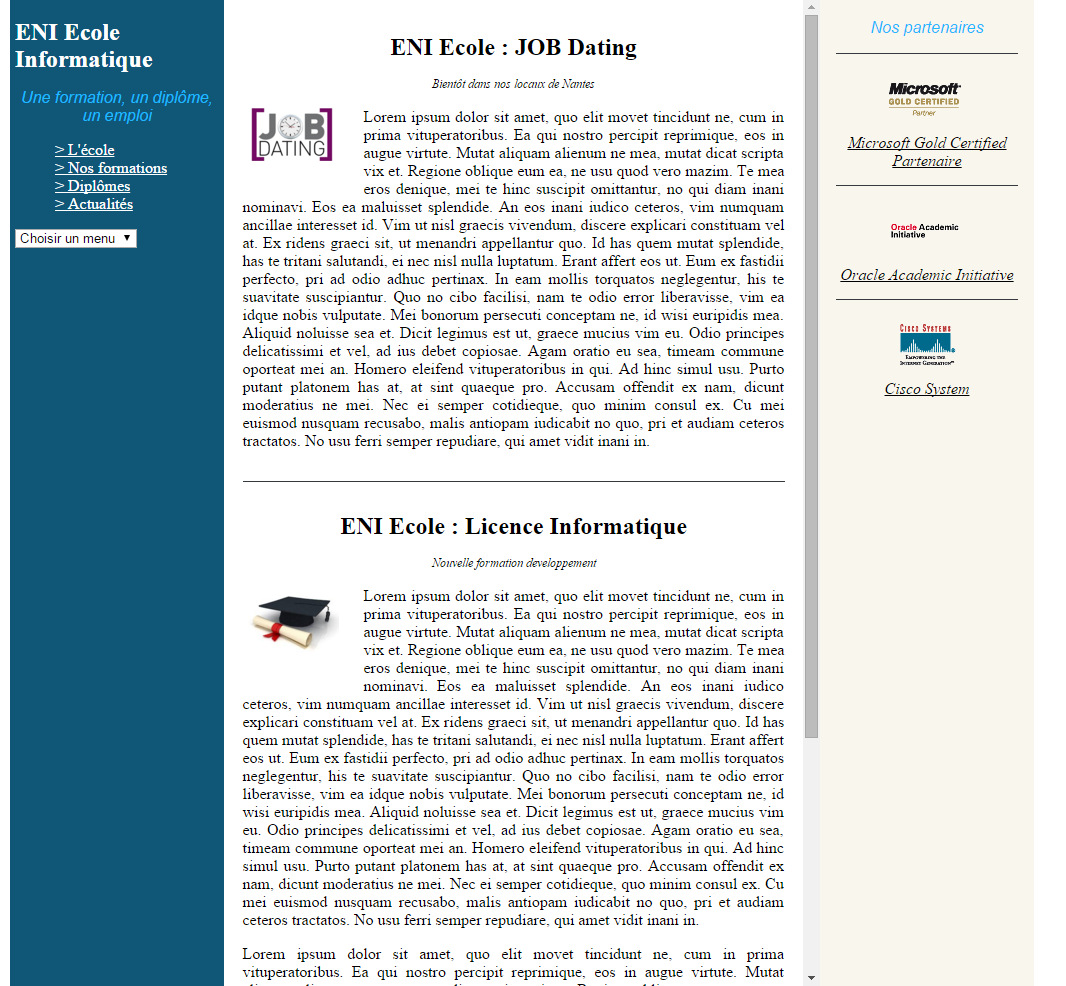 ENI Ecole
Informatique
Une formation, un diplôme,
un emploi
> L'école
> Nos formations
> Diplômes
> Actualités
Choisir un menu
ENI Ecole : JOB Dating
Bientôt dans nos locaux de Nantes
JOB
DATING
Lorem ipsum dolor sit amet, quo elit movet tincidunt ne, cum in
prima vituperatoribus. Ea qui nostro percipit reprimique, eos in
augue virtute. Mutat aliquam alienum ne mea, mutat dicat scripta
vix et. Regione oblique eum ea, ne usu quod vero mazim. Te mea
eros denique, mei te hinc suscipit omittantur, no qui diam inani
nominavi. Eos ea maluisset splendide. An eos inani iudico ceteros, vim numquam
ancillae interesset id. Vim ut nisl graecis vivendum, discere explicari constituam vel
at. Ex ridens graeci sit, ut menandri appellantur quo. Id has quem mutat splendide,
has te tritani salutandi, ei nec nisl nulla luptatum. Erant affert eos ut. Eum ex fastidii
perfecto, pri ad odio adhuc pertinax. In eam mollis torquatos neglegentur, his te
suavitate suscipiantur. Quo no cibo facilisi, nam te odio error liberavisse, vim ea
idque nobis vulputate. Mei bonorum persecuti conceptam ne, id wisi euripidis mea.
Aliquid noluisse sea et. Dicit legimus est ut, graece mucius vim eu. Odio principes
delicatissimi et vel, ad ius debet copiosae. Agam oratio eu sea, timeam commune
oporteat mei an. Homero eleifend vituperatoribus in qui. Ad hinc simul usu. Purto
putant platonem has at, at sint quaeque pro. Accusam offendit ex nam, dicunt
moderatius ne mei. Nec ei semper cotidieque, quo minim consul ex. Cu mei
euismod nusquam recusabo, malis antiopam iudicabit no quo, pri et audiam ceteros
tractatos. No usu ferri semper repudiare, qui amet vidit inani in.
ENI Ecole : Licence Informatique
Nouvelle formation developpement
Lorem ipsum dolor sit amet, quo elit movet tincidunt ne, cum in
prima vituperatoribus. Ea qui nostro percipit reprimique, eos in
augue virtute. Mutat aliquam alienum ne mea, mutat dicat scripta
vix et. Regione oblique eum ea, ne usu quod vero mazim. Te mea
eros denique, mei te hinc suscipit omittantur, no qui diam inani
nominavi. Eos ea maluisset splendide. An eos inani iudico
ceteros, vim numquam ancillae interesset id. Vim ut nisl graecis vivendum, discere
explicari constituam vel at. Ex ridens graeci sit, ut menandri appellantur quo. Id has
quem mutat splendide, has te tritani salutandi, ei nec nisl nulla luptatum. Erant affert
eos ut. Eum ex fastidii perfecto, pri ad odio adhuc pertinax. In eam mollis torquatos
neglegentur, his te suavitate suscipiantur. Quo no cibo facilisi, nam te odio error
liberavisse, vim ea idque nobis vulputate. Mei bonorum persecuti conceptam ne, id
wisi euripidis mea. Aliquid noluisse sea et. Dicit legimus est ut, graece mucius vim
eu. Odio principes delicatissimi et vel, ad ius debet copiosae. Agam oratio eu sea,
timeam commune oporteat mei an. Homero eleifend vituperatoribus in qui. Ad hinc
simul usu. Purto putant platonem has at, at sint quaeque pro. Accusam offendit ex
nam, dicunt moderatius ne mei. Nec ei semper cotidieque, quo minim consul ex. Cu
mei euismod nusquam recusabo, malis antiopam iudicabit no quo, pri et audiam
ceteros tractatos. No usu ferri semper repudiare, qui amet vidit inani in.
Lorem ipsum dolor sit amet, quo elit movet tincidunt ne, cum in prima
vituperatoribus. Ea qui nostro percipit reprimique, eos in augue virtute. Mutat
Nos partenaires
Microsoft
GOLD CERTIFIED
Partner
Microsoft Gold Certified
Partenaire
Oracle Academic
Initiative
Oracle Academic Initiative
CISCO SYSTEMS
EMPOWERING THE
INTERNET GENERATION
Cisco System